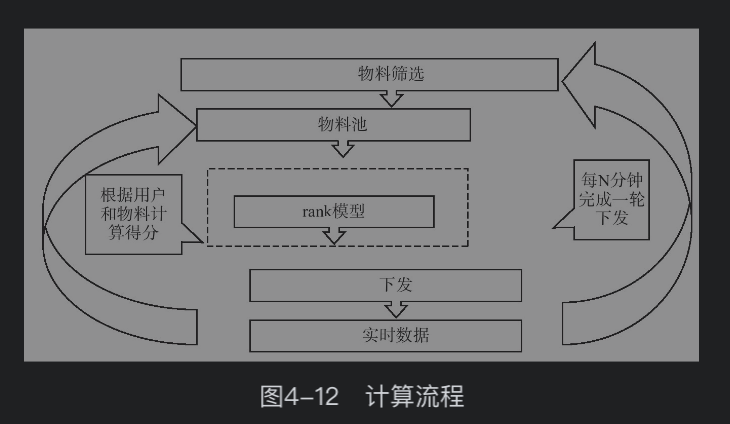 物料筛选
物料池
根据用户
和物料计
算得分
rank模型
每N分钟
完成一轮
下发
下发
实时数据
图4–12 计算流程